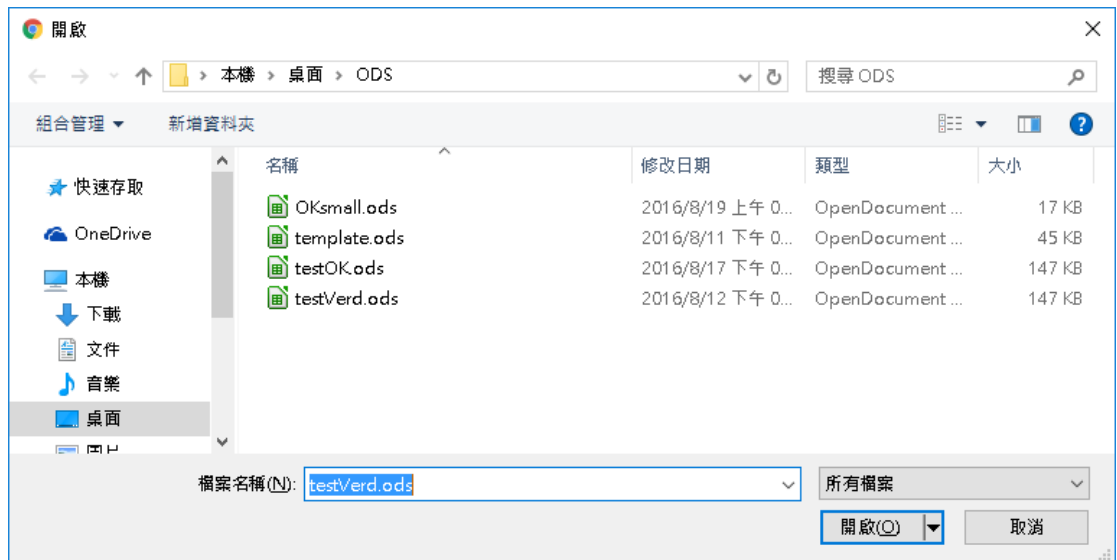 開啟
本機 › 桌面 › ODS
搜尋 ODS
組合管理
新增資料夾
快速存取
OneDrive
本機
下載
文件
音樂
桌面
圖片
名稱 修改日期 類型 大小
OKsmall.ods 2016/8/19 上午 0... OpenDocument ... 17 KB
template.ods 2016/8/11 下午 0... OpenDocument ... 45 KB
testOK.ods 2016/8/17 下午 0... OpenDocument ... 147 KB
testVerd.ods 2016/8/12 下午 0... OpenDocument ... 147 KB
檔案名稱(N): testVerd.ods 所有檔案
開啟(O) 取消